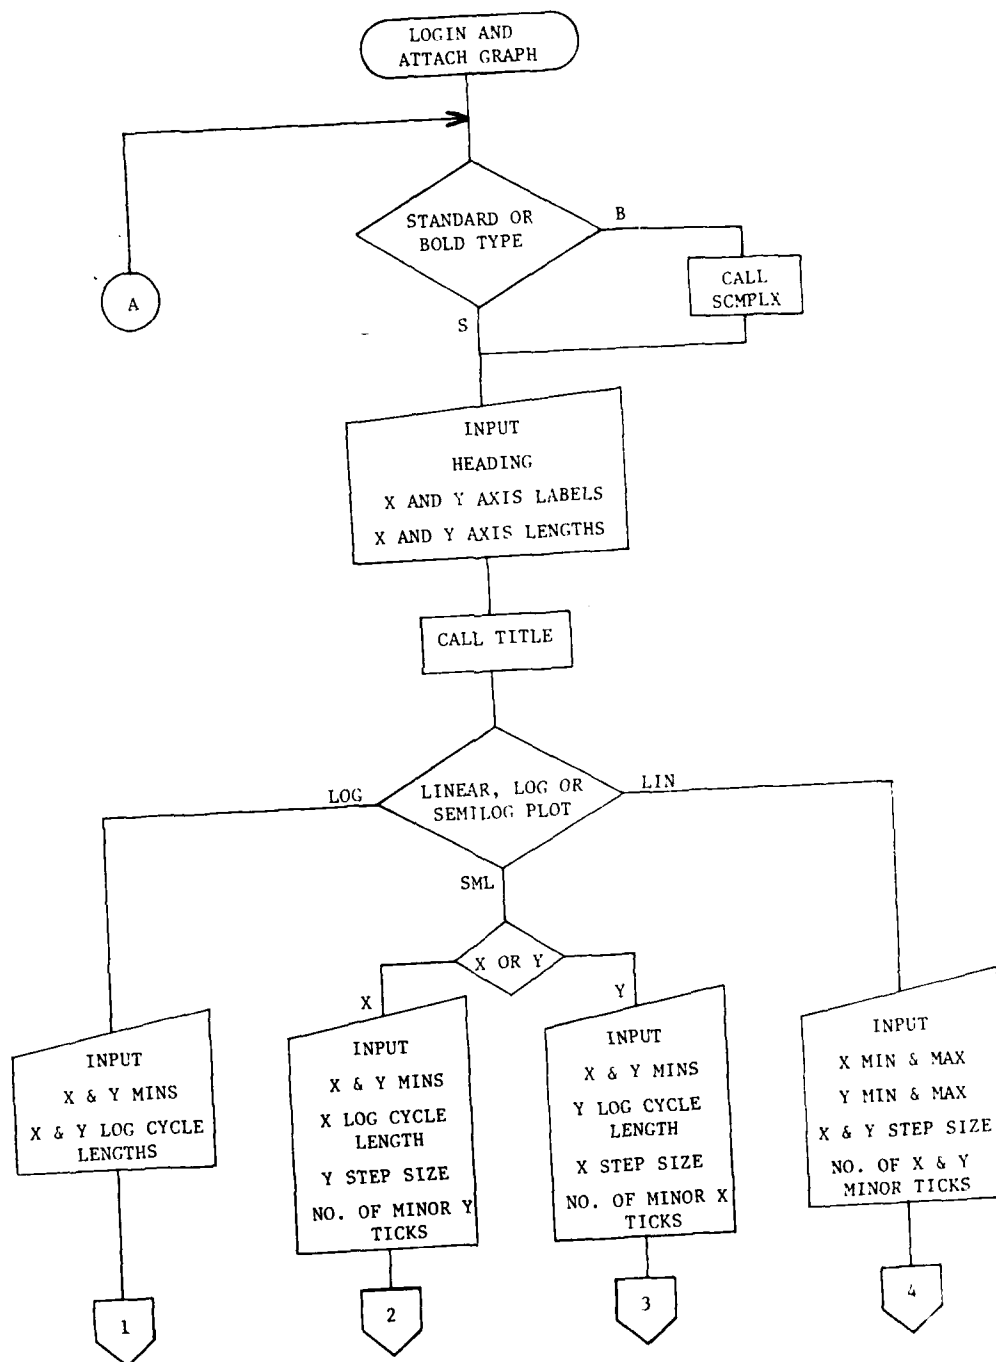 LOGIN AND
ATTACH GRAPH
STANDARD OR
BOLD TYPE
B
CALL
SCMPLX
A
S
INPUT
HEADING
X AND Y AXIS LABELS
X AND Y AXIS LENGTHS
CALL TITLE
LINEAR, LOG OR
SEMILOG PLOT
LOG
LIN
SML
X OR Y
X
Y
INPUT
X & Y MINS
X & Y LOG CYCLE
LENGTHS
INPUT
X & Y MINS
X LOG CYCLE
LENGTH
Y STEP SIZE
NO. OF MINOR Y
TICKS
INPUT
X & Y MINS
Y LOG CYCLE
LENGTH
X STEP SIZE
NO. OF MINOR X
TICKS
INPUT
X MIN & MAX
Y MIN & MAX
X & Y STEP SIZE
NO. OF X & Y
MINOR TICKS
1
2
3
4